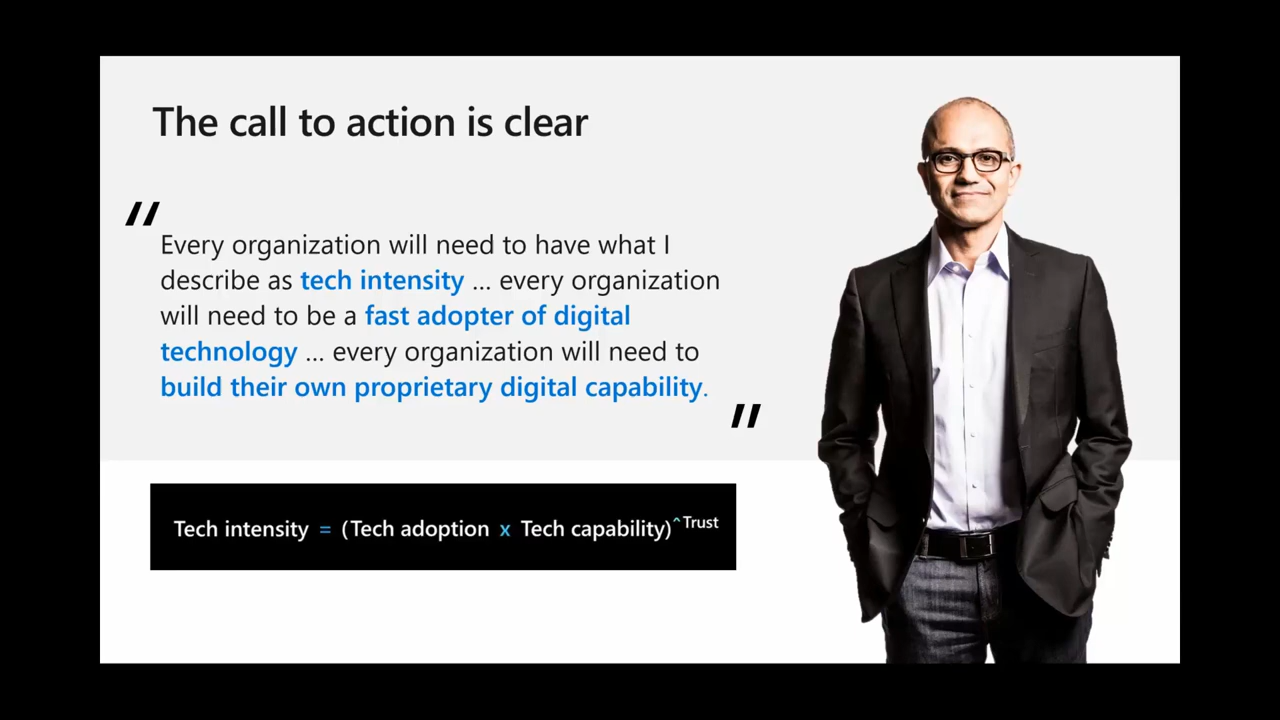 The call to action is clear
"
Every organization will need to have what I
describe as tech intensity ... every organization
will need to be a fast adopter of digital
technology ... every organization will need to
build their own proprietary digital capability.
"
Tech intensity = (Tech adoption x Tech capability)^Trust